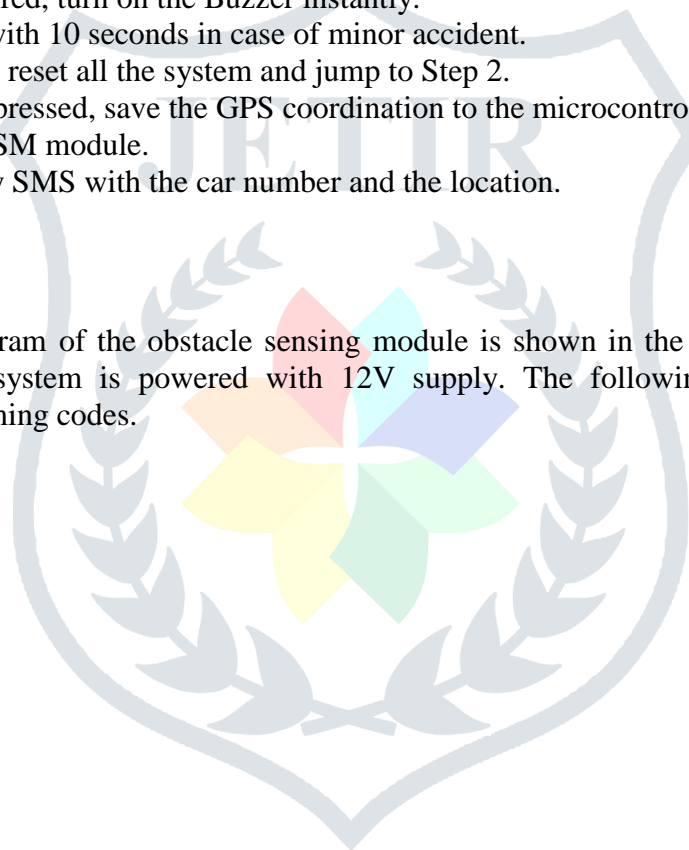 red, turn on the Buzzer instantly.
with 10 seconds in case of minor accident.
reset all the system and jump to Step 2.
pressed, save the GPS coordination to the microcontro
SM module.
SMS with the car number and the location.
JETIR
ram of the obstacle sensing module is shown in the
system is powered with 12V supply. The followin
ning codes.